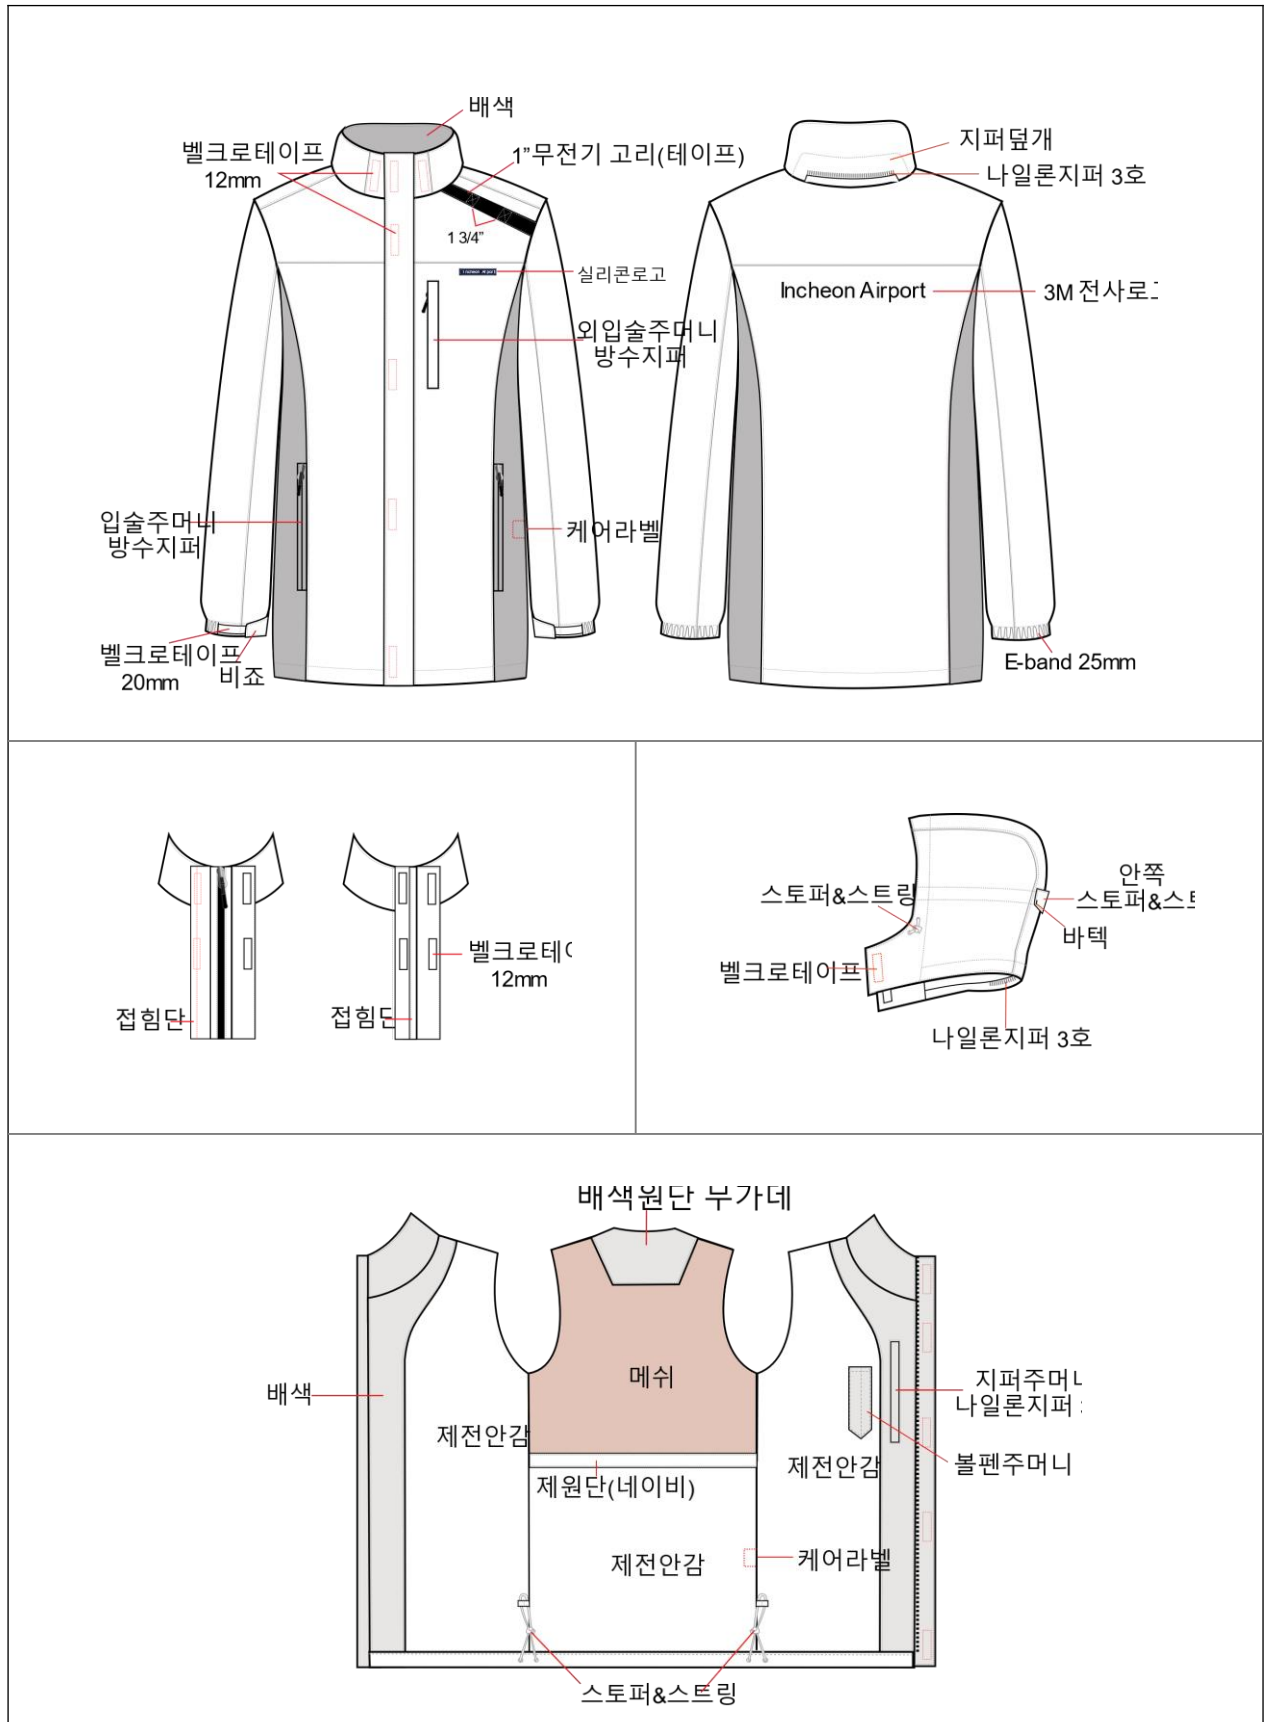 배색
벨크로테이프
12mm
1”무전기 고리(테이프)
1 3/4”
Incheon Airport
실리콘로고
외입술주머니
방수지퍼
입술주머니
방수지퍼
케어라벨
벨크로테이프
20mm
비죠
지퍼덮개
나일론지퍼 3호
Incheon Airport
3M 전사로
E-band 25mm
벨크로테
12mm
접힘단
접힘단
스토퍼&스트링
안쪽
스토퍼&스트
바텍
벨크로테이프
나일론지퍼 3호
배색원단 부가데
메쉬
배색
제전안감
제원단(네이비)
제전안감
제전안감
지퍼주머니
나일론지퍼
볼펜주머니
케어라벨
스토퍼&스트링